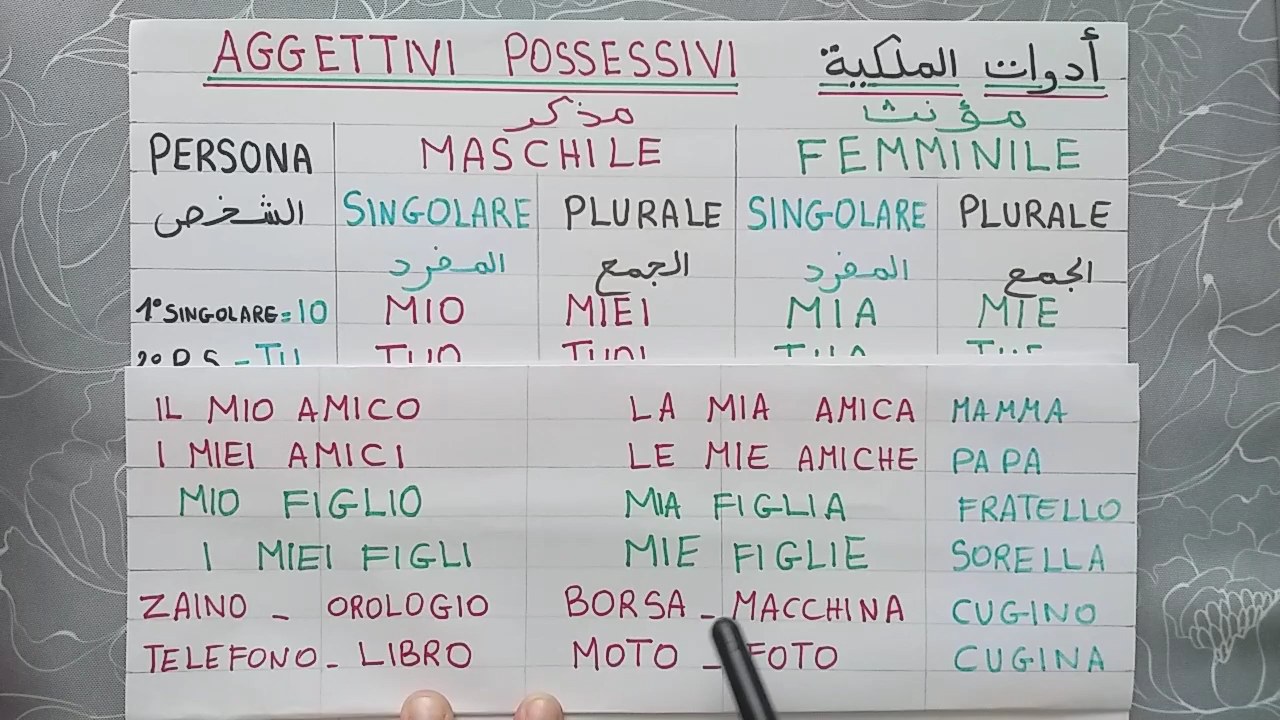 AGGETTIVI POSSESSIVI أدوات الملكية
مذكر مؤنث
PERSONA MASCHILE FEMMINILE
الشخص SINGOLARE PLURALE SINGOLARE PLURALE
المفرد الجمع المفرد الجمع
1° SINGOLARE = IO MIO MIEI MIA MIE
IL MIO AMICO LA MIA AMICA MAMMA
I MIEI AMICI LE MIE AMICHE PAPA
MIO FIGLIO MIA FIGLIA FRATELLO
I MIEI FIGLI MIE FIGLIE SORELLA
ZAINO - OROLOGIO BORSA - MACCHINA CUGINO
TELEFONO - LIBRO MOTO - FOTO CUGINA